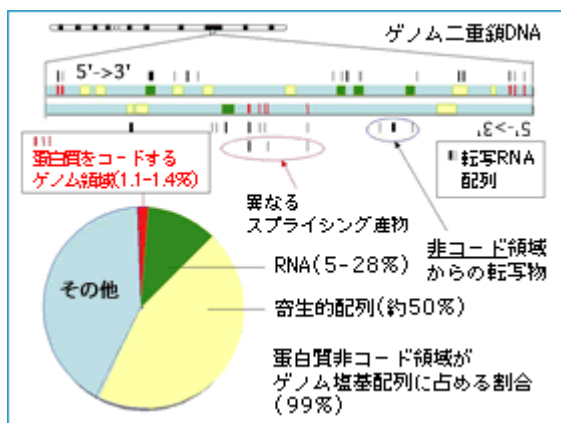 ゲノム二重鎖DNA
5'->3'
5'->3'
蛋白質をコードする
ゲノム領域(1.1-1.4%)
転写RNA
配列
異なる
スプライシング産物
非コード領域
からの転写物
RNA(5-28%)
その他
寄生的配列(約50%)
蛋白質非コード領域が
ゲノム塩基配列に占める割合
(99%)